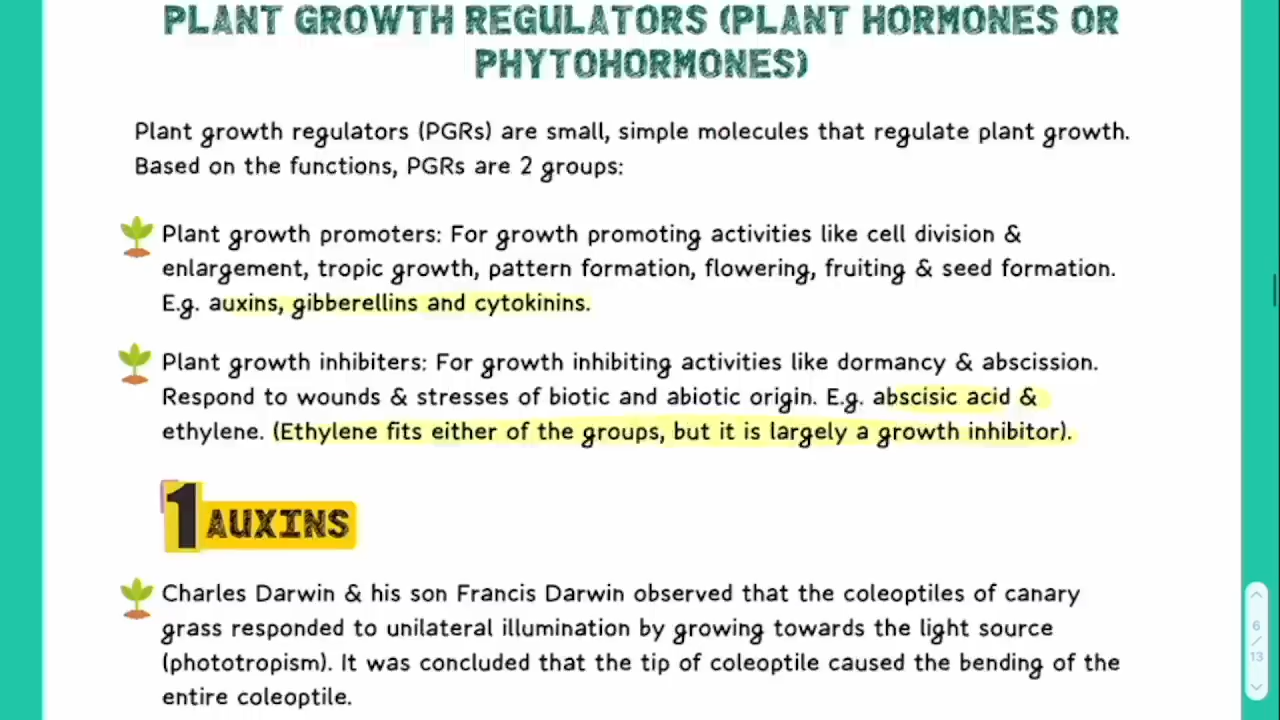 PLANT GROWTH REGULATORS (PLANT HORMONES OR
PHYTOHORMONES)
Plant growth regulators (PGRs) are small, simple molecules that regulate plant growth.
Based on the functions, PGRs are 2 groups:
Plant growth promoters: For growth promoting activities like cell division &
enlargement, tropic growth, pattern formation, flowering, fruiting & seed formation.
E.g. auxins, gibberellins and cytokinins.
Plant growth inhibiters: For growth inhibiting activities like dormancy & abscission.
Respond to wounds & stresses of biotic and abiotic origin. E.g. abscisic acid &
ethylene. (Ethylene fits either of the groups, but it is largely a growth inhibitor).
1 AUXINS
Charles Darwin & his son Francis Darwin observed that the coleoptiles of canary
grass responded to unilateral illumination by growing towards the light source
(phototropism). It was concluded that the tip of coleoptile caused the bending of the
entire coleoptile.
6
/
13